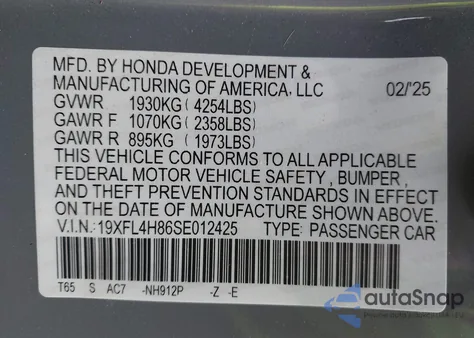 MFD. BY HONDA DEVELOPMENT &
MANUFACTURING OF AMERICA, LLC 02/'25
GVWR 1930KG (4254LBS)
GAWR F 1070KG (2358LBS)
GAWR R 895KG (1973LBS)
THIS VEHICLE CONFORMS TO ALL APPLICABLE
FEDERAL MOTOR VEHICLE SAFETY, BUMPER,
AND THEFT PREVENTION STANDARDS IN EFFECT
ON THE DATE OF MANUFACTURE SHOWN ABOVE.
V.I.N.: 19XFL4H86SE012425 TYPE: PASSENGER CAR
T65 S AC7 -NH912P -Z -E
autoSnap